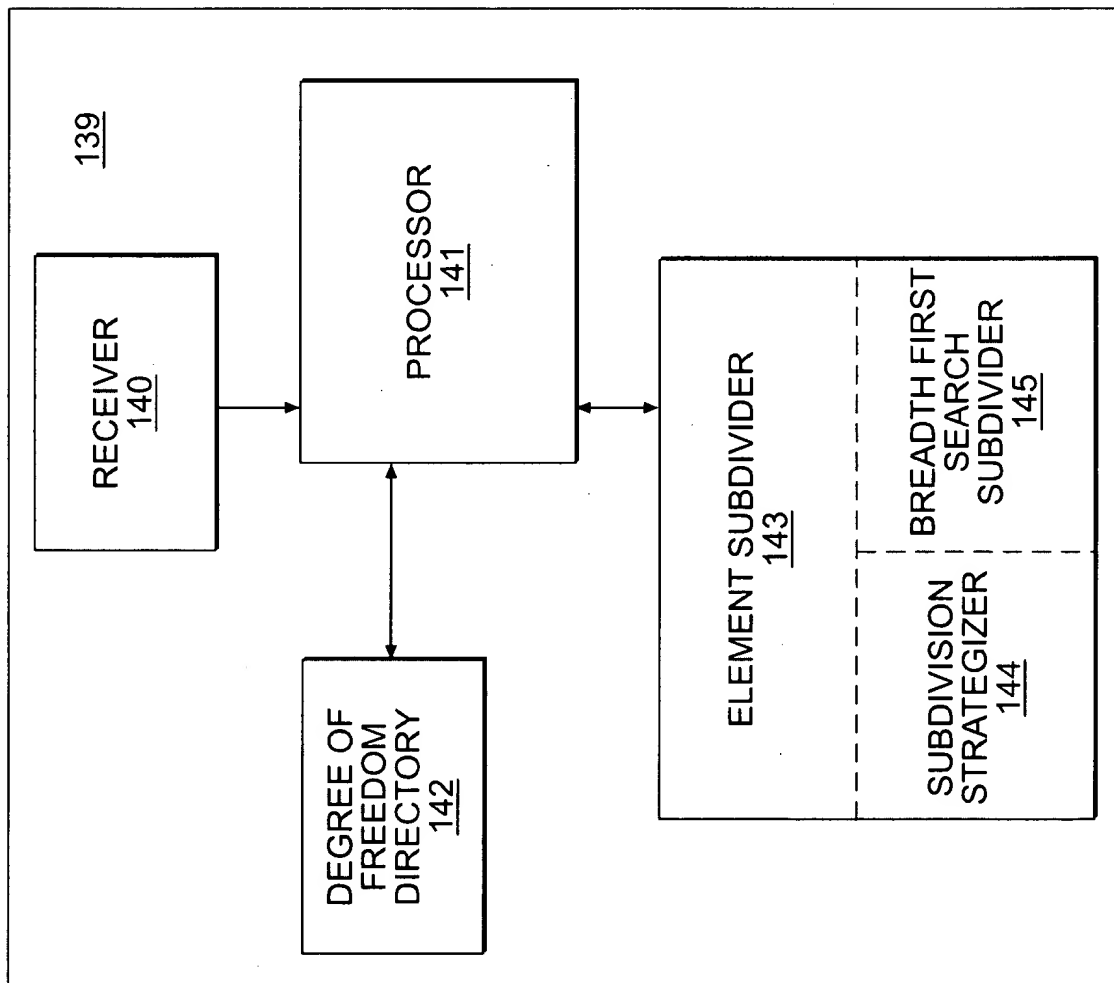 139
RECEIVER
140
DEGREE OF
FREEDOM
DIRECTORY
142
PROCESSOR
141
ELEMENT SUBDIVIDER
143
SUBDIVISION
STRATEGIZER
144
BREADTH FIRST
SEARCH
SUBDIVIDER
145